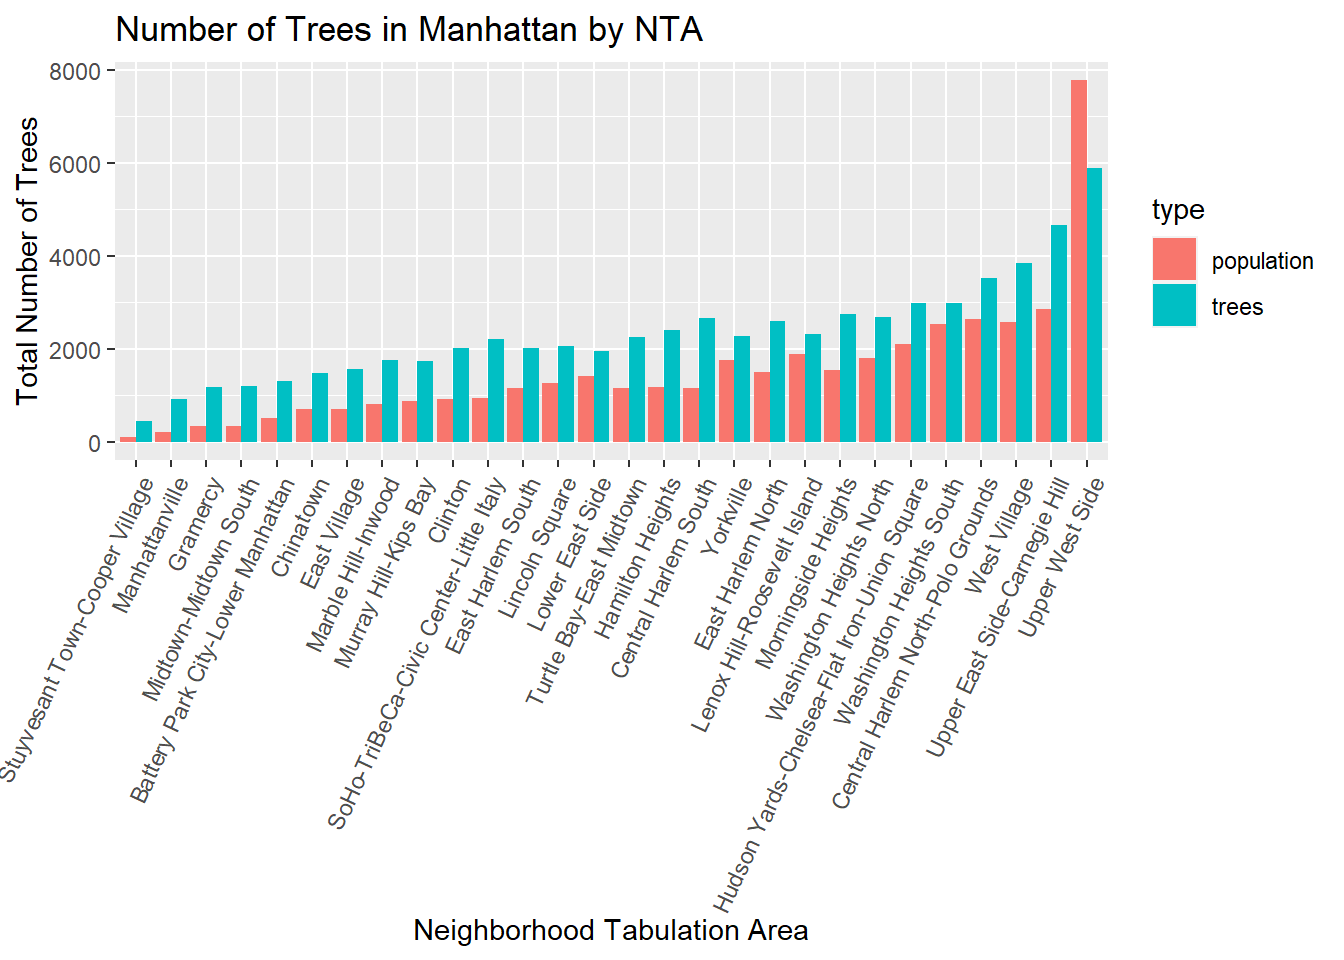 Number of Trees in Manhattan by NTA
Total Number of Trees
8000
6000
4000
2000
0
Stuyvesant Town-Cooper Village
Manhattanville
Gramercy
Midtown-Midtown South
Battery Park City-Lower Manhattan
Chinatown
East Village
Marble Hill-Inwood
Murray Hill-Kips Bay
Clinton
SoHo-TriBeCa-Civic Center-Little Italy
East Harlem South
Lincoln Square
Lower East Side
Turtle Bay-East Midtown
Hamilton Heights
Central Harlem South
Yorkville
East Harlem North
Lenox Hill-Roosevelt Island
Morningside Heights
Washington Heights North
Hudson Yards-Chelsea-Flat Iron-Union Square
Washington Heights South
Central Harlem North-Polo Grounds
West Village
Upper East Side-Carnegie Hill
Upper West Side
Neighborhood Tabulation Area
type
population
trees